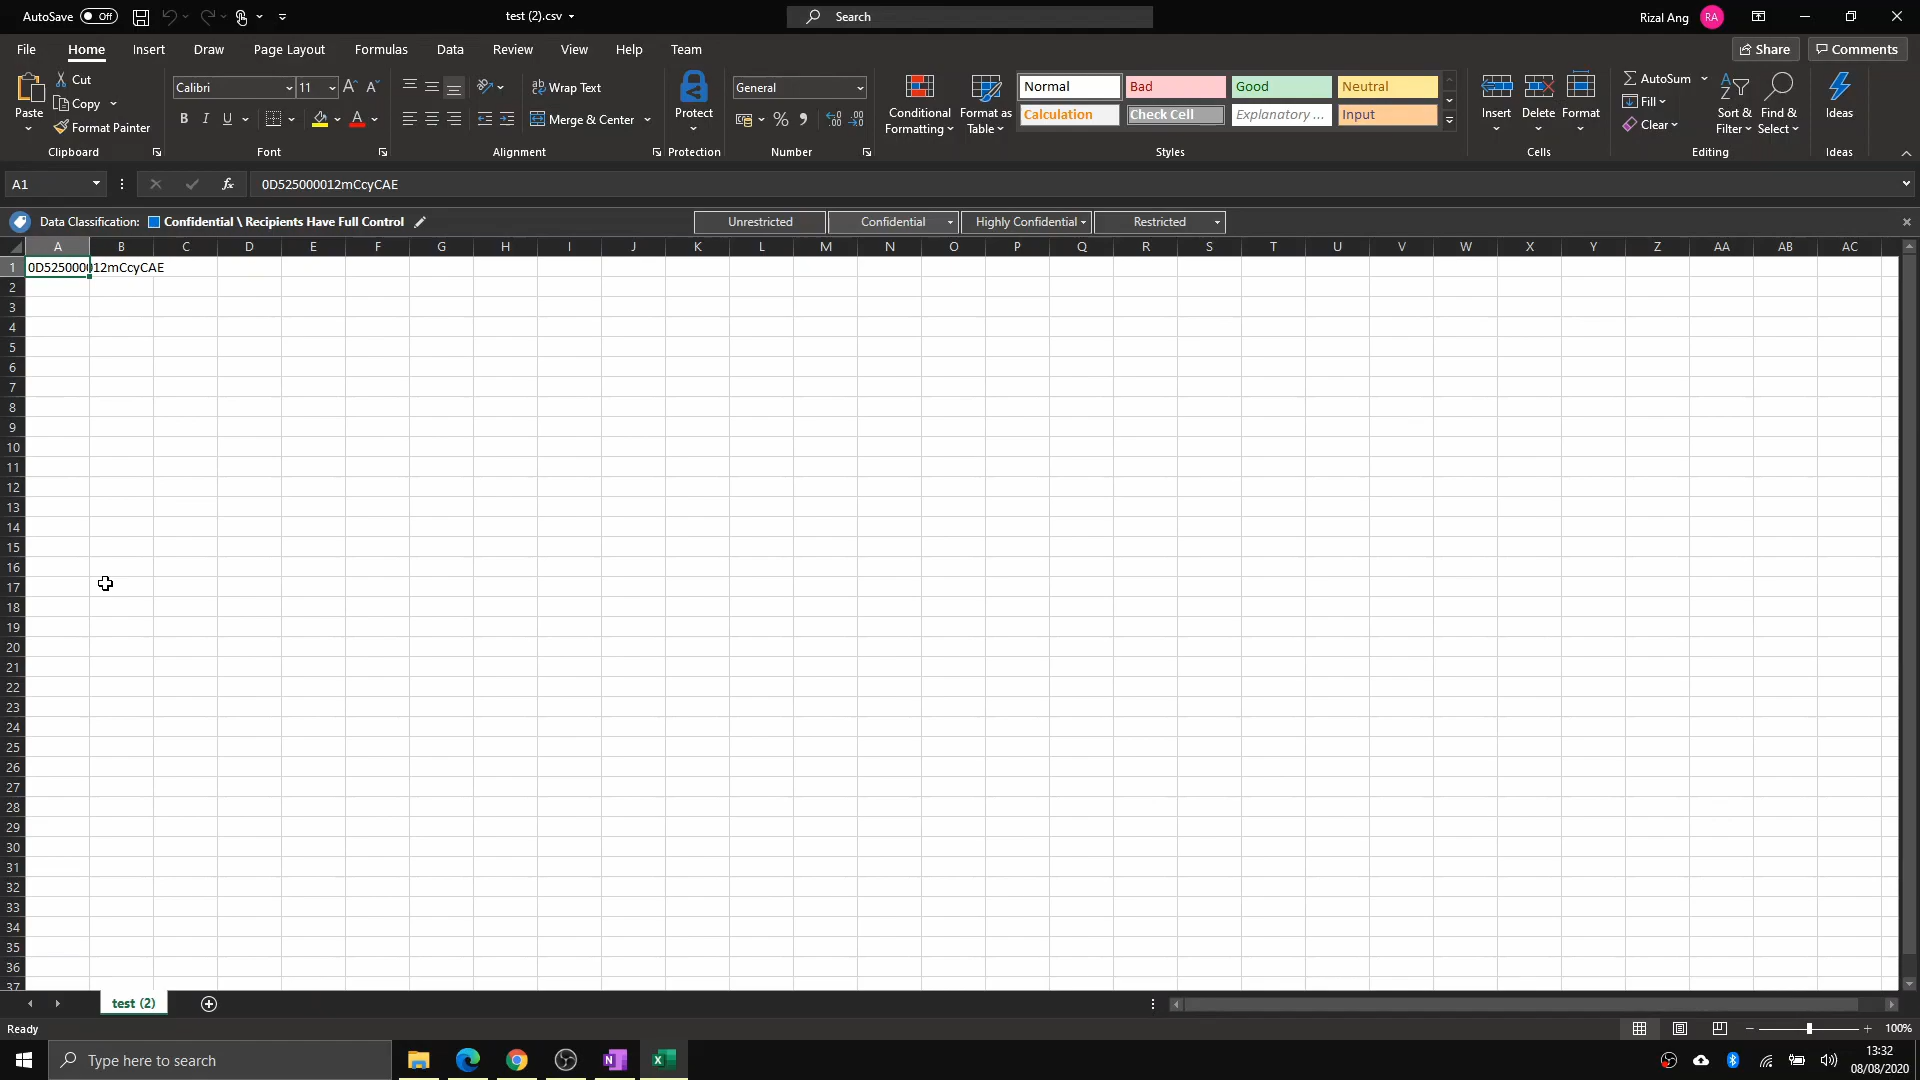 AutoSave Off test (2).csv Search Rizal Ang RA
File Home Insert Draw Page Layout Formulas Data Review View Help Team Share Comments
Paste Cut Copy Format Painter Clipboard
Calibri 11 B I U A A Font
Wrap Text Merge & Center Alignment
Protect Protection
General % Number
Conditional Formatting Format as Table
Normal Bad Good Neutral
Calculation Check Cell Explanatory ... Input
Styles
Insert Delete Format Cells
AutoSum Fill Clear Sort & Filter Find & Select Editing
Ideas Ideas
A1 fx 0D525000012mCcyCAE
Data Classification: Confidential \ Recipients Have Full Control Unrestricted Confidential Highly Confidential Restricted
A B C D E F G H I J K L M N O P Q R S T U V W X Y Z AA AB AC
1 0D525000012mCcyCAE
2
3
4
5
6
7
8
9
10
11
12
13
14
15
16
17
18
19
20
21
22
23
24
25
26
27
28
29
30
31
32
33
34
35
36
37
test (2)
Ready 100%
Type here to search 13:32
08/08/2020